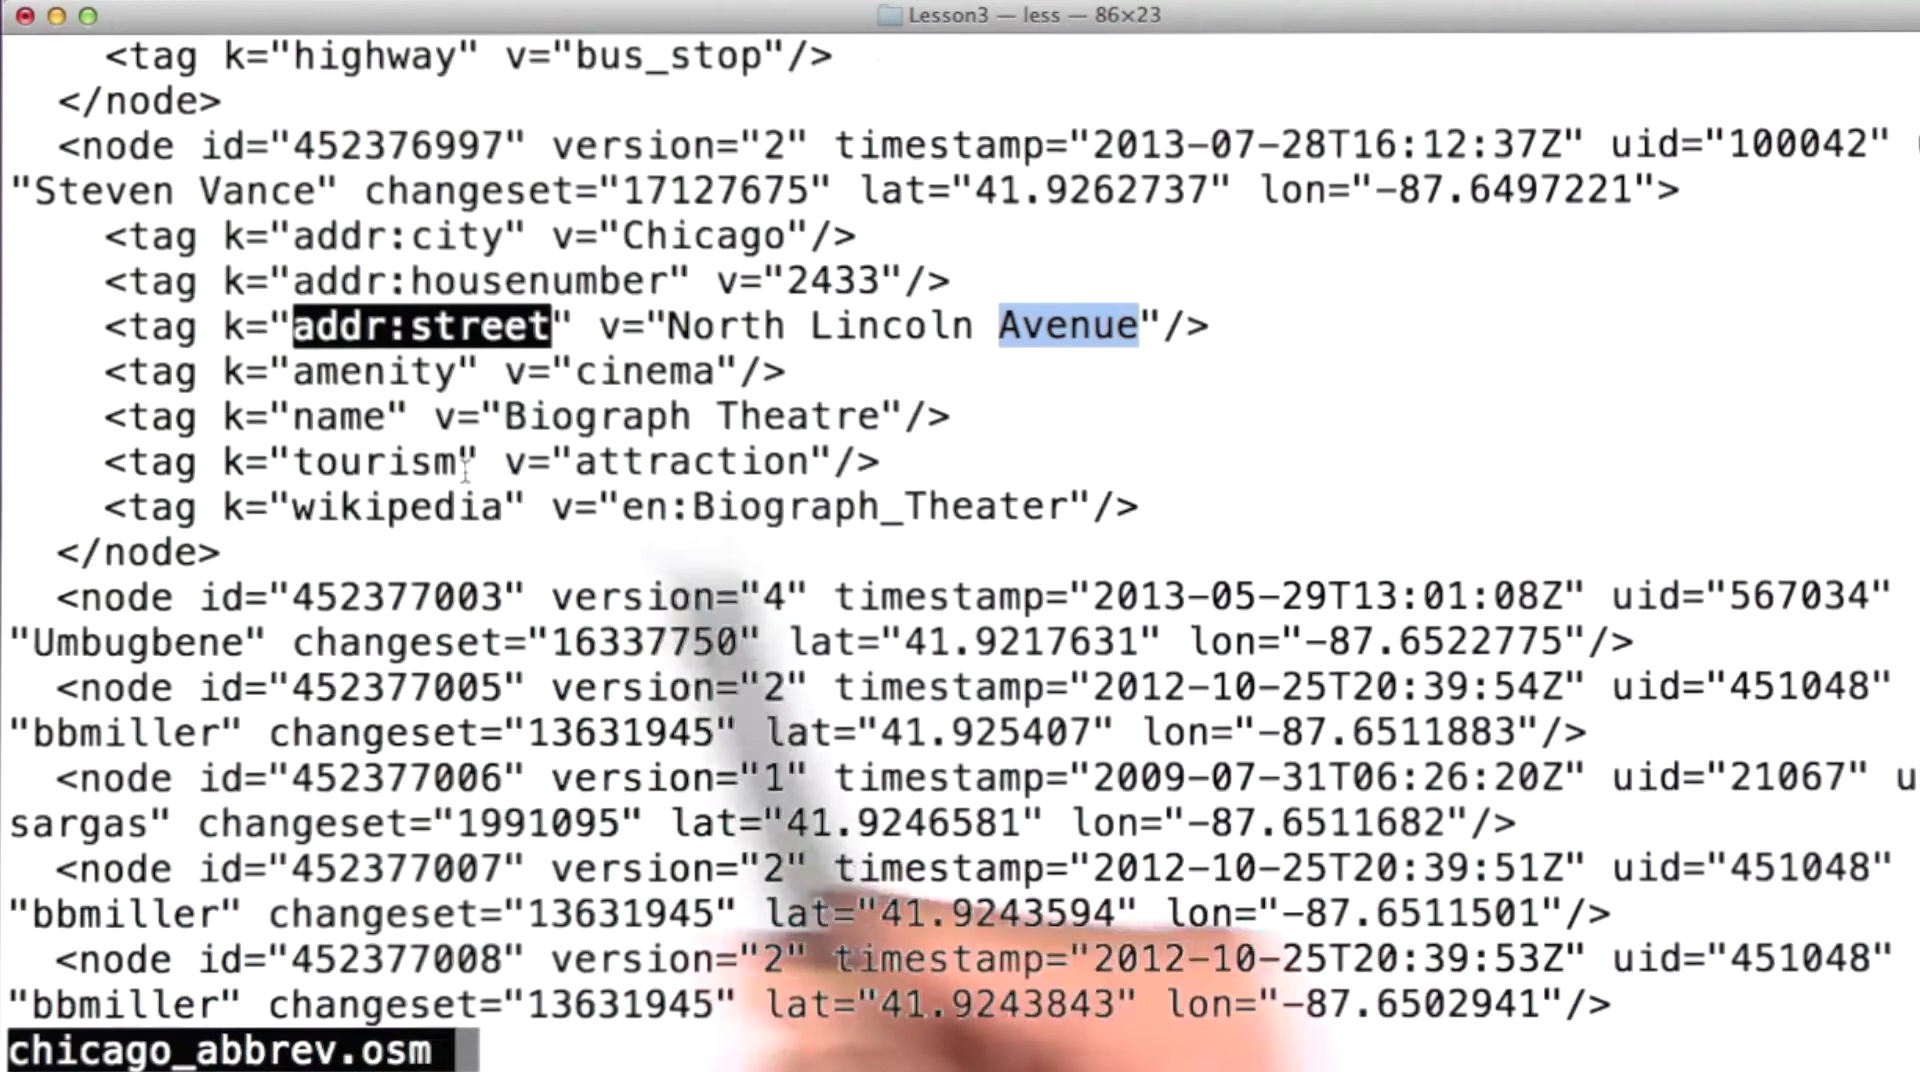 Lesson3 — less — 86×23
<tag k="highway" v="bus_stop"/>
</node>
<node id="452376997" version="2" timestamp="2013-07-28T16:12:37Z" uid="100042"
"Steven Vance" changeset="17127675" lat="41.9262737" lon="-87.6497221">
<tag k="addr:city" v="Chicago"/>
<tag k="addr:housenumber" v="2433"/>
<tag k="addr:street" v="North Lincoln Avenue"/>
<tag k="amenity" v="cinema"/>
<tag k="name" v="Biograph Theatre"/>
<tag k="tourism" v="attraction"/>
<tag k="wikipedia" v="en:Biograph_Theater"/>
</node>
<node id="452377003" version="4" timestamp="2013-05-29T13:01:08Z" uid="567034"
"Umbugbene" changeset="16337750" lat="41.9217631" lon="-87.6522775"/>
<node id="452377005" version="2" timestamp="2012-10-25T20:39:54Z" uid="451048"
"bbmiller" changeset="13631945" lat="41.925407" lon="-87.6511883"/>
<node id="452377006" version="1" timestamp="2009-07-31T06:26:20Z" uid="21067" u
sargas" changeset="1991095" lat="41.9246581" lon="-87.6511682"/>
<node id="452377007" version="2" timestamp="2012-10-25T20:39:51Z" uid="451048"
"bbmiller" changeset="13631945" lat="41.9243594" lon="-87.6511501"/>
<node id="452377008" version="2" timestamp="2012-10-25T20:39:53Z" uid="451048"
"bbmiller" changeset="13631945" lat="41.9243843" lon="-87.6502941"/>
chicago_abbrev.osm